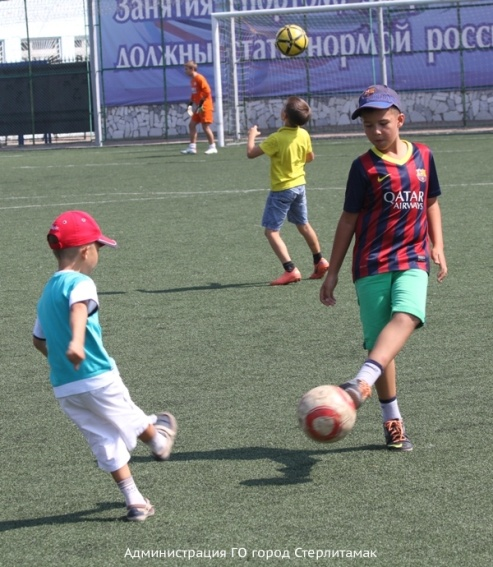 Занятия спортом
должны стать нормой росси
QATAR
AIRWAYS
Администрация ГО город Стерлитамак